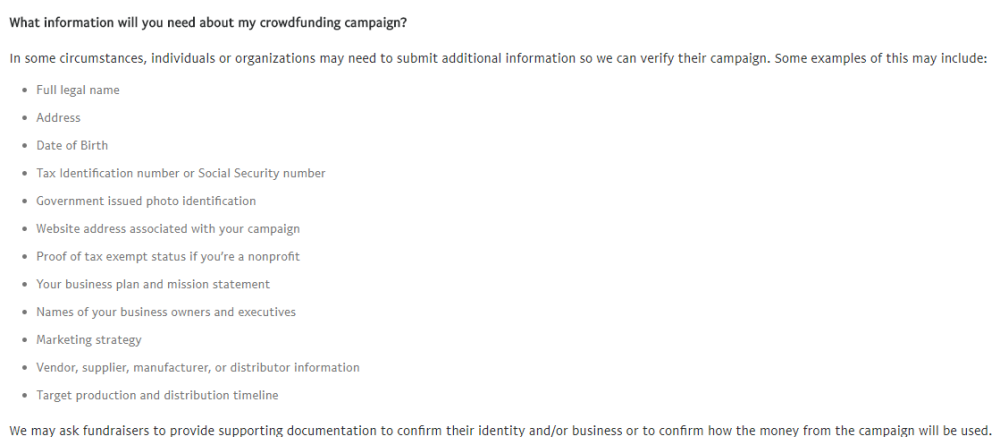 What information will you need about my crowdfunding campaign?
In some circumstances, individuals or organizations may need to submit additional information so we can verify their campaign. Some examples of this may include:
• Full legal name
• Address
• Date of Birth
• Tax Identification number or Social Security number
• Government issued photo identification
• Website address associated with your campaign
• Proof of tax exempt status if you're a nonprofit
• Your business plan and mission statement
• Names of your business owners and executives
• Marketing strategy
• Vendor, supplier, manufacturer, or distributor information
• Target production and distribution timeline
We may ask fundraisers to provide supporting documentation to confirm their identity and/or business or to confirm how the money from the campaign will be used.